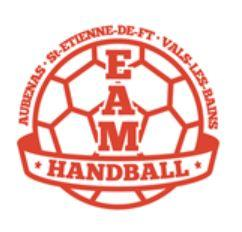 AUBENAS · St-ETIENNE-DE-FT · VALS-LES-BAINS
E
A
M
HANDBALL